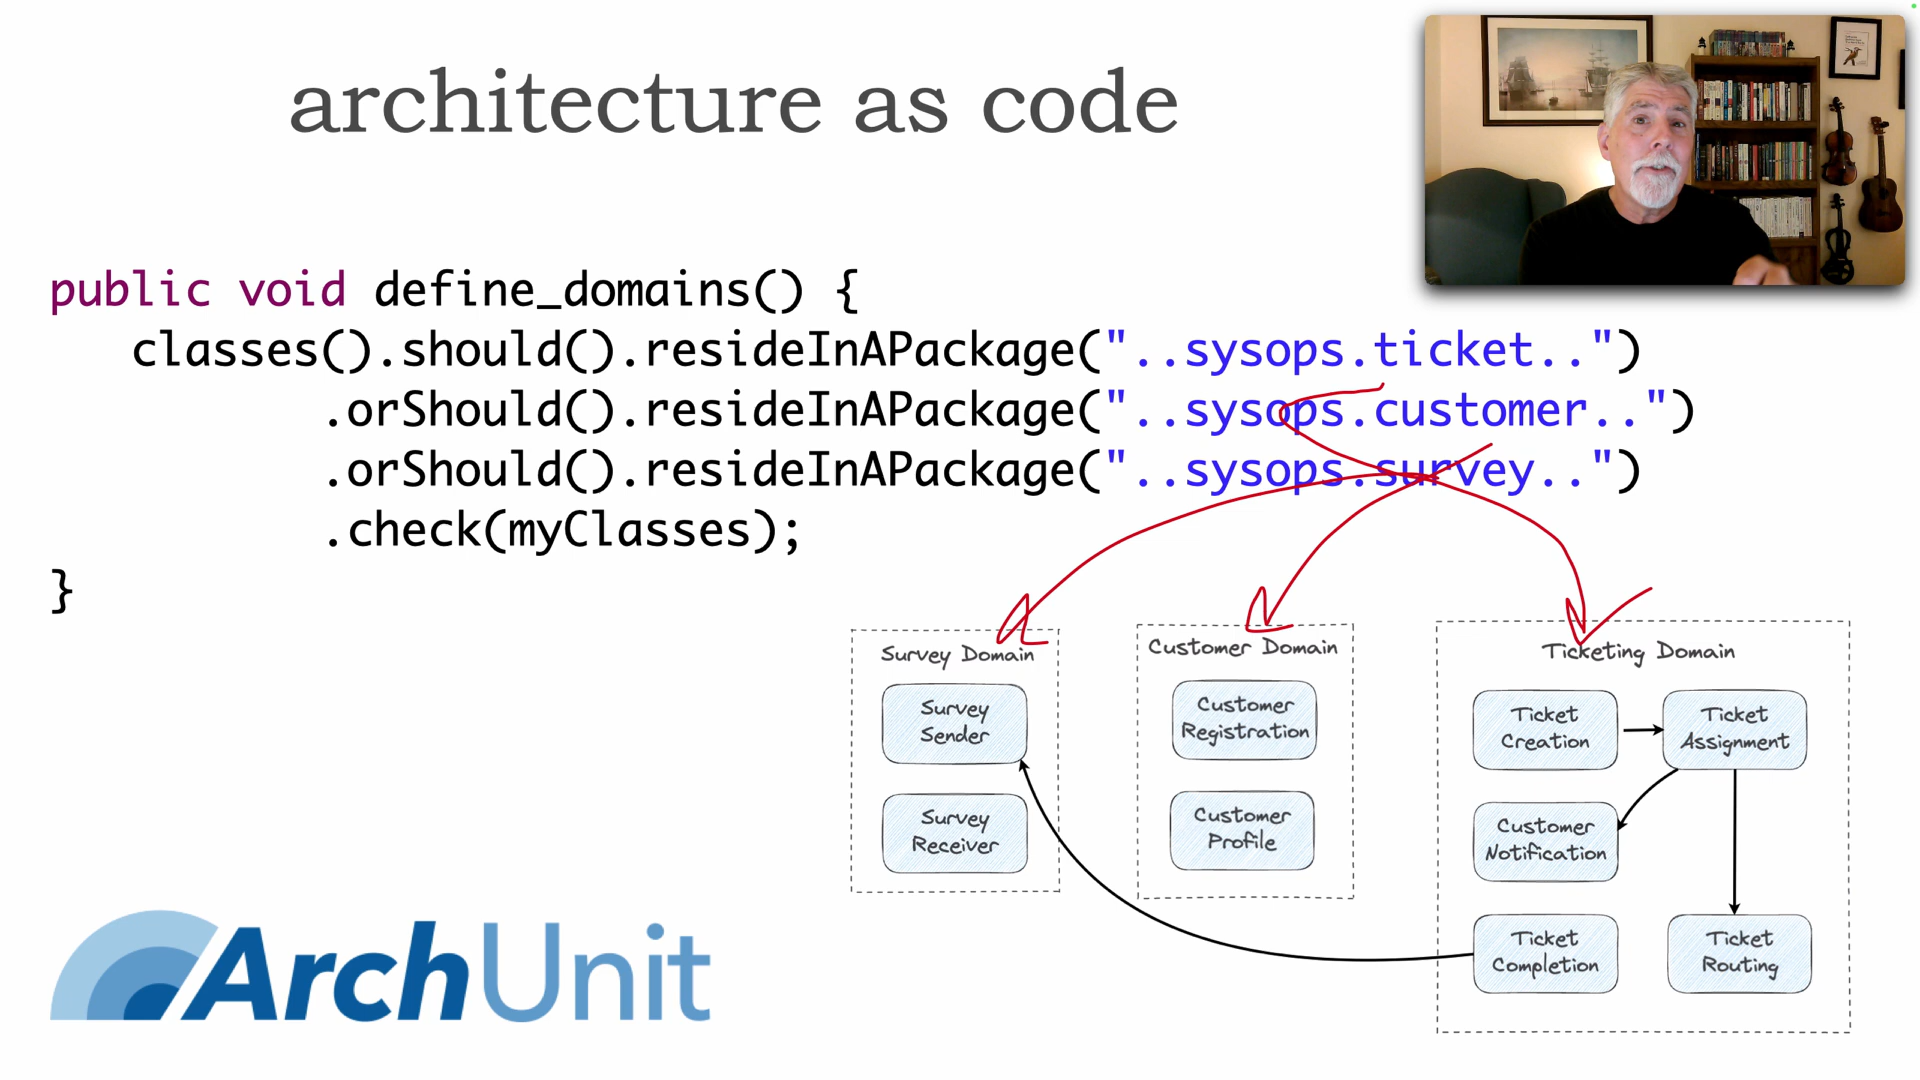 architecture as code
public void define_domains() {
classes().should().resideInAPackage("..sysops.ticket..")
.orShould().resideInAPackage("..sysops.customer..")
.orShould().resideInAPackage("..sysops.survey..")
.check(myClasses);
}
Survey Domain
Survey
Sender
Survey
Receiver
Customer Domain
Customer
Registration
Customer
Profile
Ticketing Domain
Ticket
Creation
Ticket
Assignment
Customer
Notification
Ticket
Completion
Ticket
Routing
ArchUnit